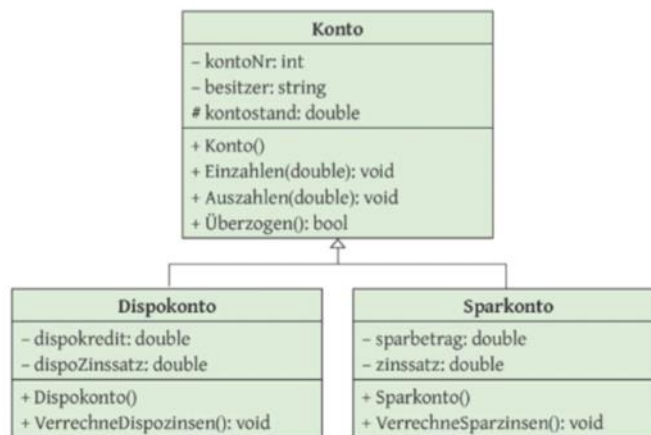 Konto
– kontoNr: int
– besitzer: string
# kontostand: double
+ Konto()
+ Einzahlen(double): void
+ Auszahlen(double): void
+ Überzogen(): bool
Dispokonto
– dispokredit: double
– dispoZinssatz: double
+ Dispokonto()
+ VerrechneDispozinsen(): void
Sparkonto
– sparbetrag: double
– zinssatz: double
+ Sparkonto()
+ VerrechneSparzinsen(): void